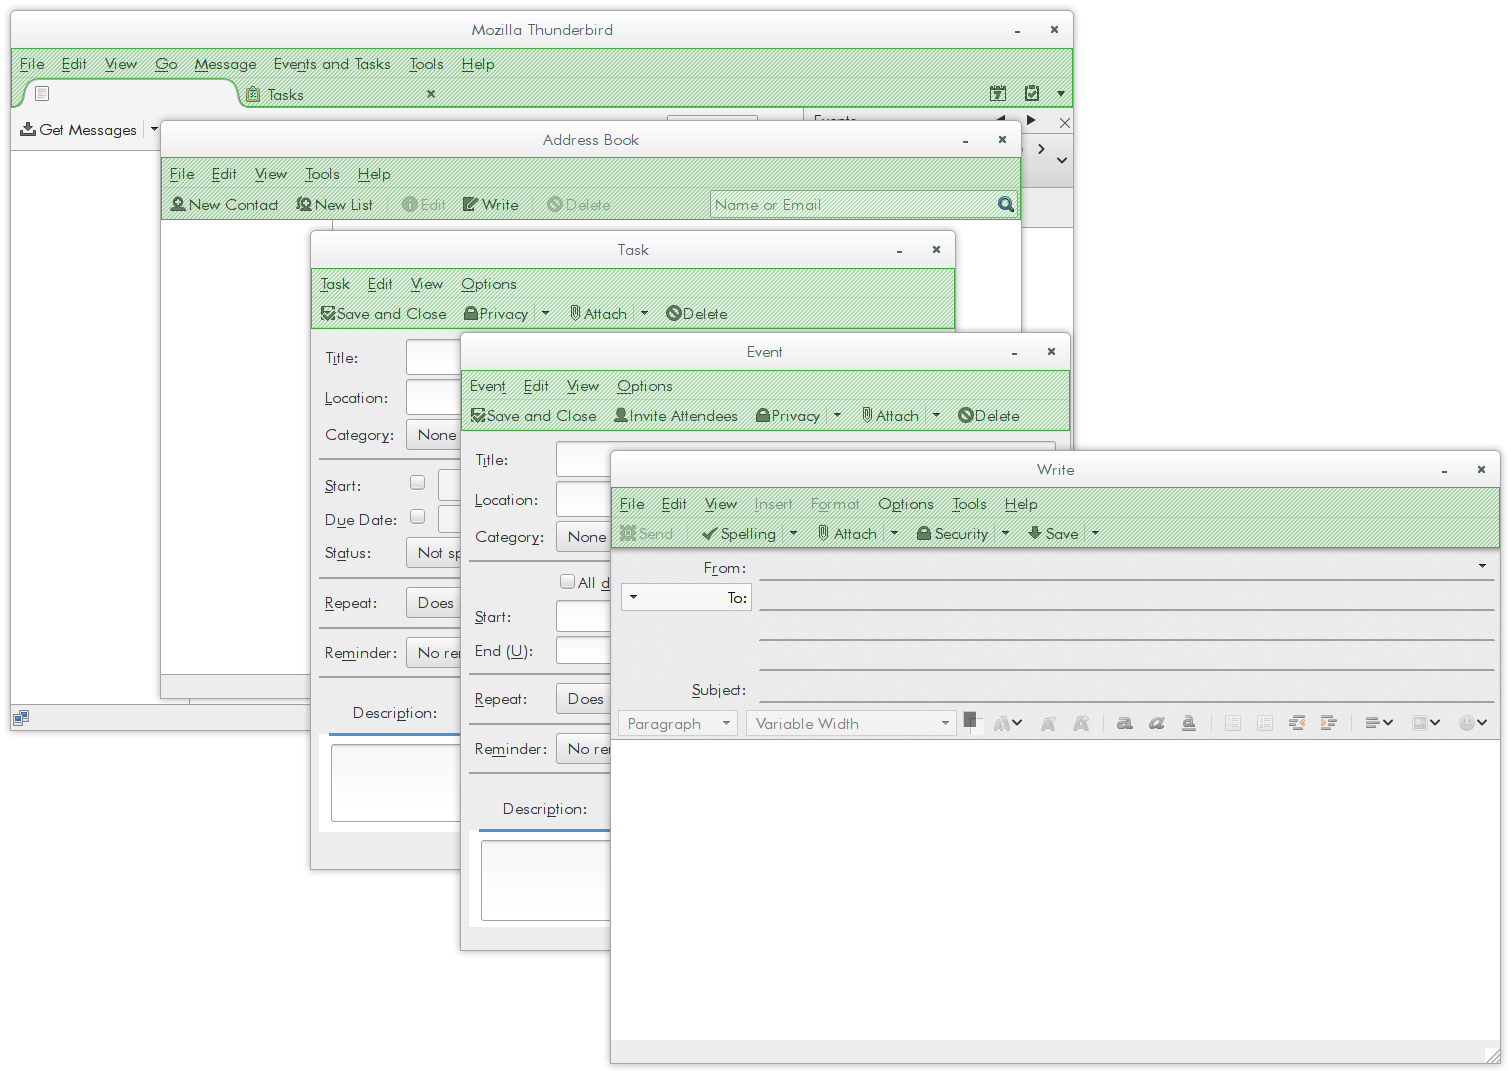 Mozilla Thunderbird
File Edit View Go Message Events and Tasks Tools Help
Tasks
7
Get Messages
Events
Address Book
File Edit View Tools Help
New Contact New List Edit Write Delete
Name or Email
Task
Task Edit View Options
Save and Close Privacy Attach Delete
Title:
Location:
Category: None
Start:
Due Date:
Status: Not sp
Repeat: Does
Reminder: No re
Description:
Event
Event Edit View Options
Save and Close Invite Attendees Privacy Attach Delete
Title:
Location:
Category: None
All d
Start:
End (U):
Repeat: Does
Reminder: No re
Description:
Write
File Edit View Insert Format Options Tools Help
Send Spelling Attach Security Save
From:
To:
Subject:
Paragraph Variable Width